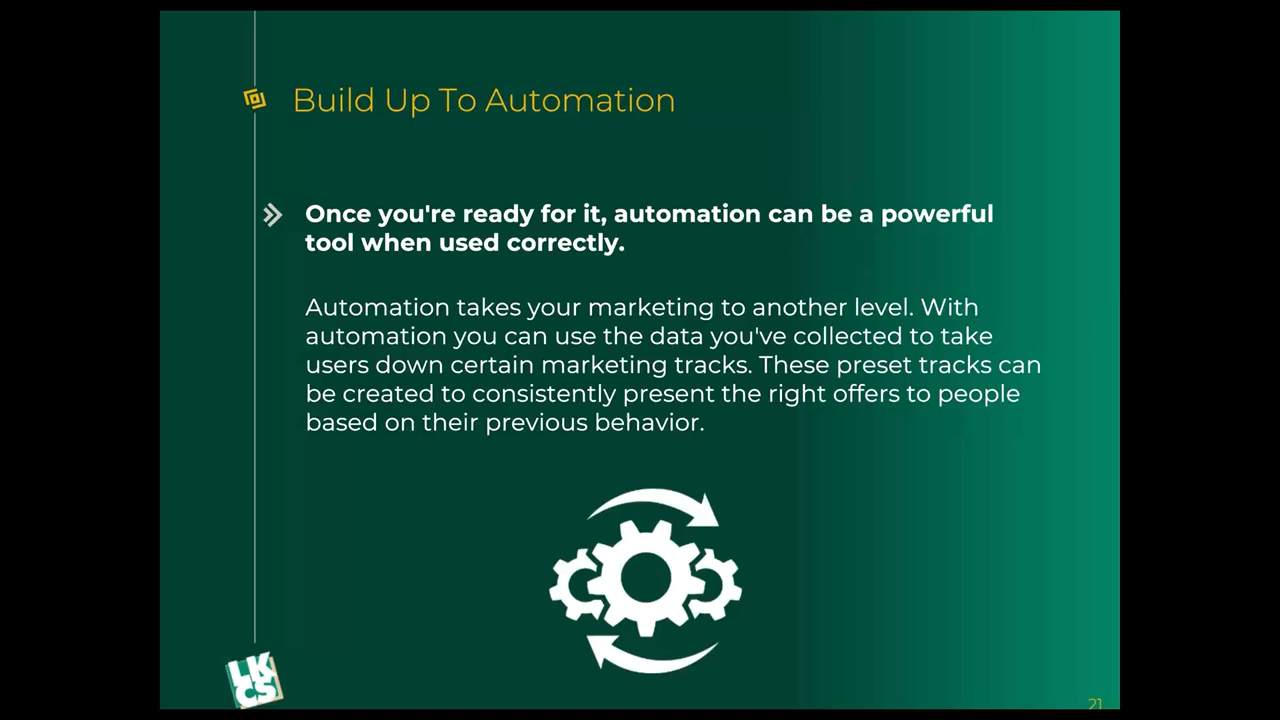 Build Up To Automation
Once you're ready for it, automation can be a powerful
tool when used correctly.
Automation takes your marketing to another level. With
automation you can use the data you've collected to take
users down certain marketing tracks. These preset tracks can
be created to consistently present the right offers to people
based on their previous behavior.
LK
CS
21